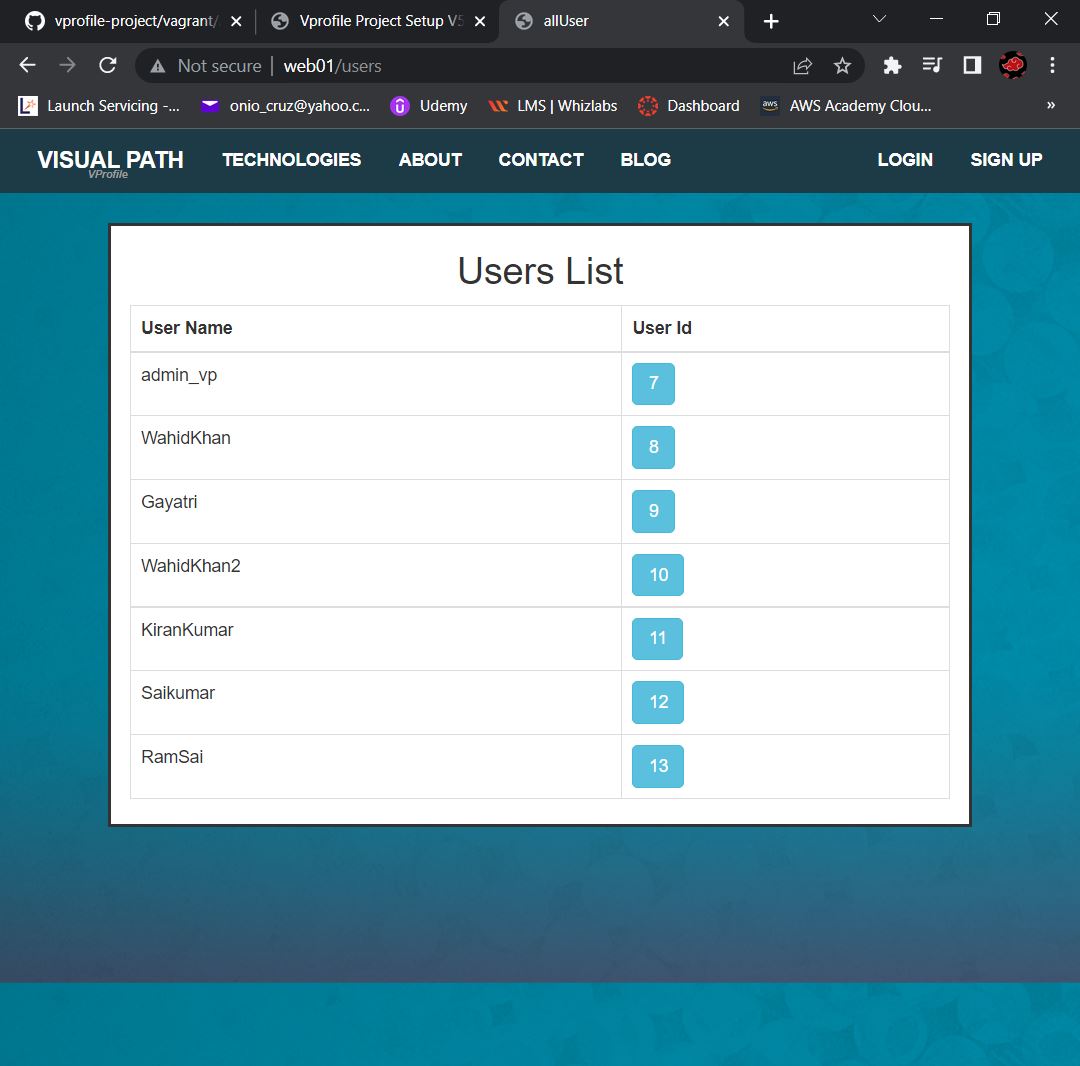 vprofile-project/vagrant/ Vprofile Project Setup V5 allUser
Not secure web01/users
Launch Servicing -... onio_cruz@yahoo.c... Udemy LMS | Whizlabs Dashboard aws AWS Academy Clou... »
VISUAL PATH TECHNOLOGIES ABOUT CONTACT BLOG LOGIN SIGN UP
VProfile
Users List
User Name User Id
admin_vp 7
WahidKhan 8
Gayatri 9
WahidKhan2 10
KiranKumar 11
Saikumar 12
RamSai 13